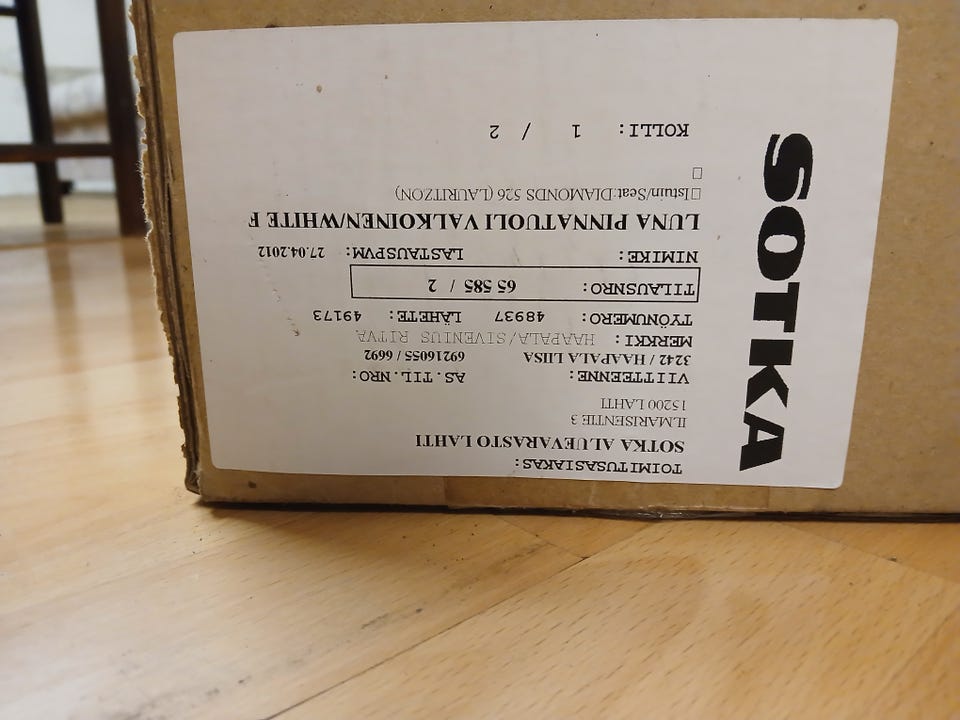 SOTKA
TOIMITUSASIAKAS:
SOTKA ALUEVARASTO LAHTI
ILMARISENTIE 3
15200 LAHTI
VIITTEENNE: AS.TIL.NRO:
3242 / HAAPALA LIISA 69216055 / 6692
MERKKI: HAAPALA/SIVENIUS RITVA
TYÖNUMERO: 48937 LÄHETE: 49173
TILAUSNRO: 65 585 / 2
NIMIKE: LASTAUSPVM: 27.04.2012
LUNA PINNATUOLI VALKOINEN/WHITE F
□Istuin/Seat:DIAMONDS 526 (LAURITZON)
□
KOLLI: 1 / 2